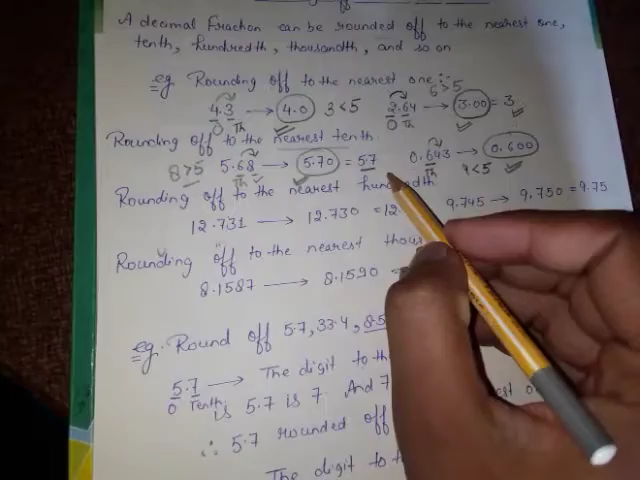 A decimal Fraction can be rounded off to the nearest one,
tenth, hundredth, thousandth, and so on
eg Rounding off to the nearest one :
6 > 5
4.3 → 4.0 3 < 5 2.64 → 3.00 = 3
O Th O Th
Rounding off to the nearest tenth
8 > 5 5.68 → 5.70 = 5.7 0.643 → 0.600
Th Th 4 < 5
Rounding off to the nearest hundredth
12.731 → 12.730 = 12. 9.745 → 9.750 = 9.75
Rounding off to the nearest thous
8.1587 → 8.1590
eg. Round off 5.7, 33.4, 8.5
5.7 → The digit to the
O Tenth is 5.7 is 7 And 7
∴ 5.7 rounded off
The digit to t